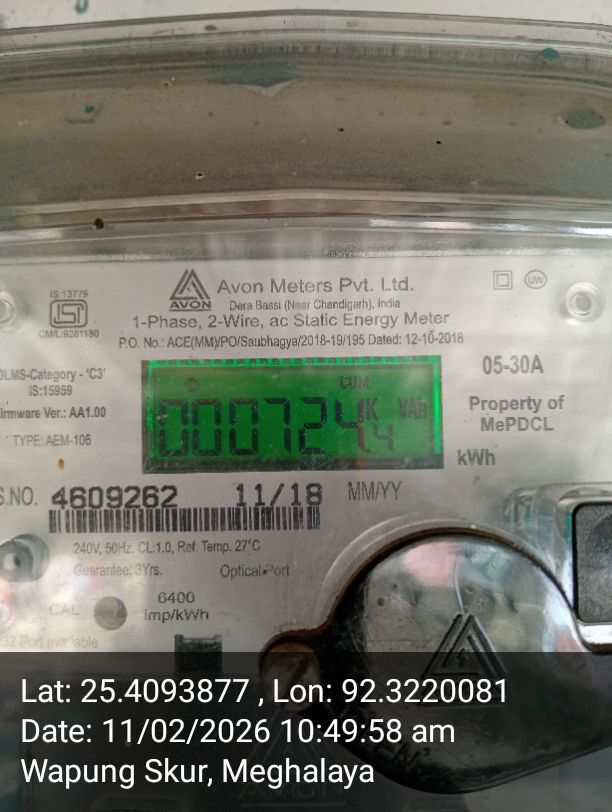 IS:13779
CM/L:9281180
AVON
Avon Meters Pvt. Ltd.
Dera Bassi (Near Chandigarh), India
UW
1-Phase, 2-Wire, ac Static Energy Meter
P.O. No.: ACE(MM)/PO/Saubhagya/2018-19/195 Dated: 12-10-2018
DLMS-Category - 'C3'
IS:15959
Firmware Ver.: AA1.00
TYPE: AEM-106
CUM
000724.4 K VAh
05-30A
Property of
MePDCL
kWh
S.NO. 4609262 11/18 MM/YY
240V, 50Hz, CL:1.0, Ref. Temp. 27°C
Guarantee: 3Yrs. Optical Port
CAL
6400
imp/kWh
Port available
Lat: 25.4093877 , Lon: 92.3220081
Date: 11/02/2026 10:49:58 am
Wapung Skur, Meghalaya